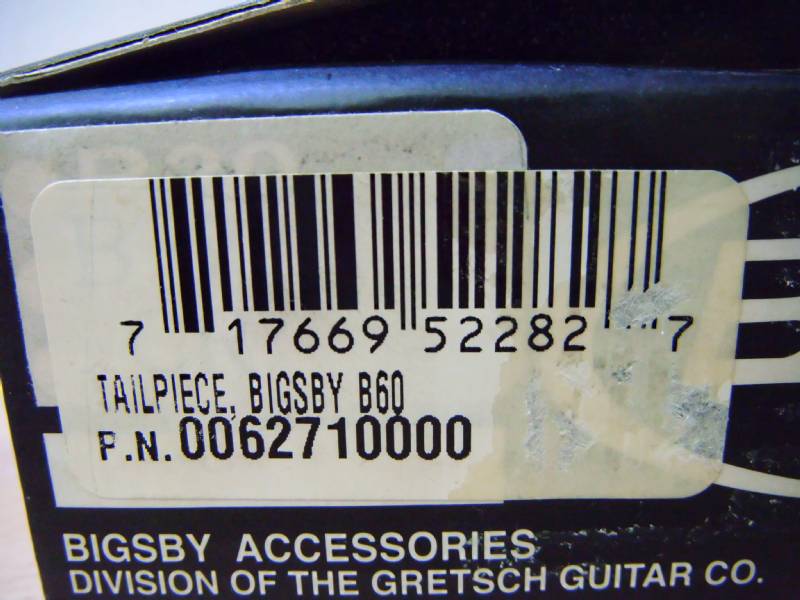 7 17669 52282 7
TAILPIECE, BIGSBY B60
P.N. 0062710000
BIGSBY ACCESSORIES
DIVISION OF THE GRETSCH GUITAR CO.